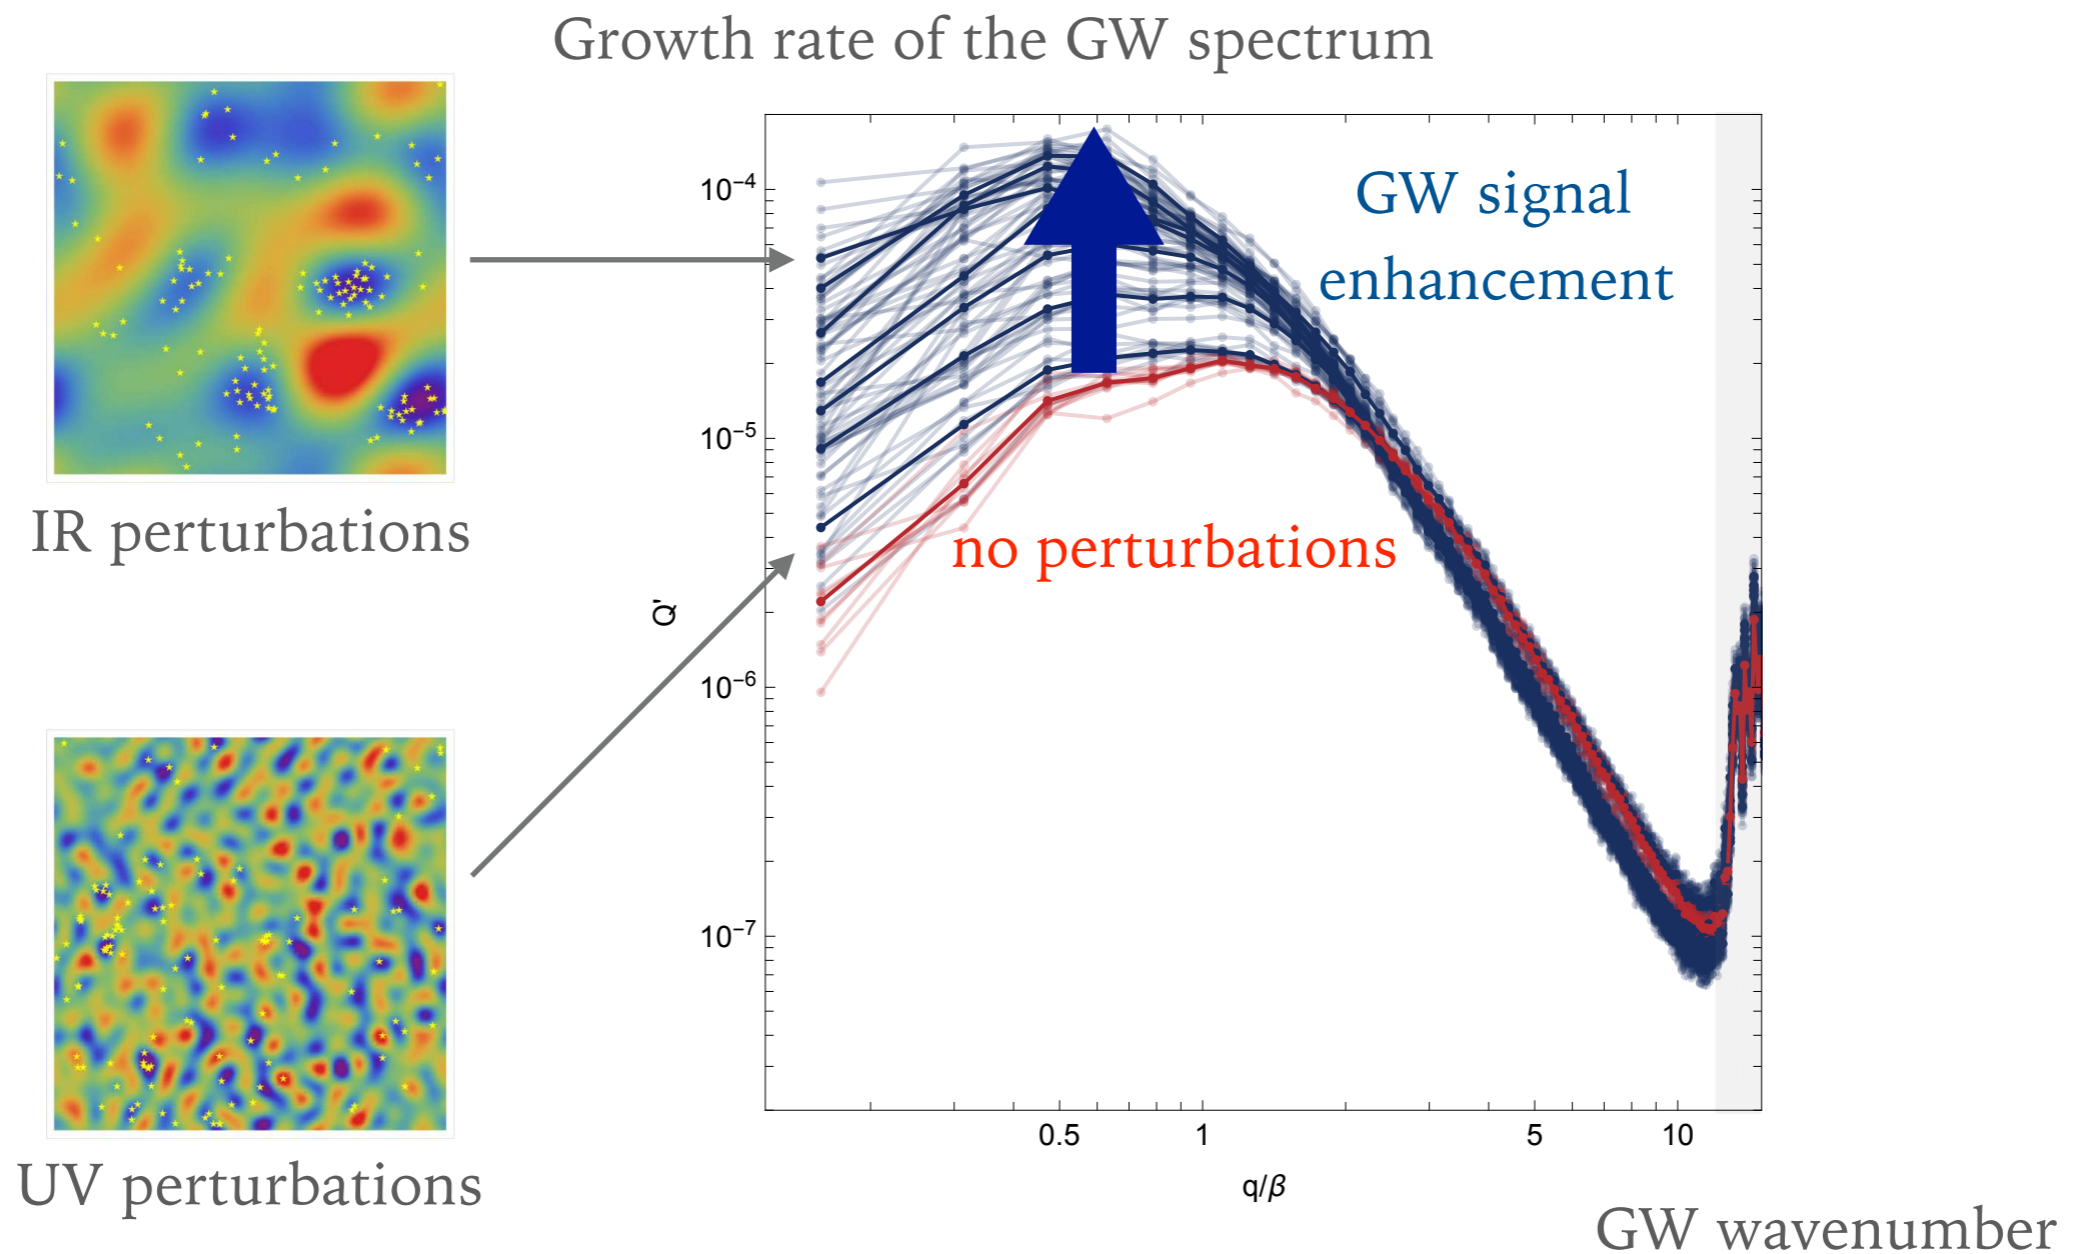 Growth rate of the GW spectrum
IR perturbations
UV perturbations
GW signal
enhancement
no perturbations
Q'
10⁻⁴
10⁻⁵
10⁻⁶
10⁻⁷
0.5 1 5 10
q/β
GW wavenumber